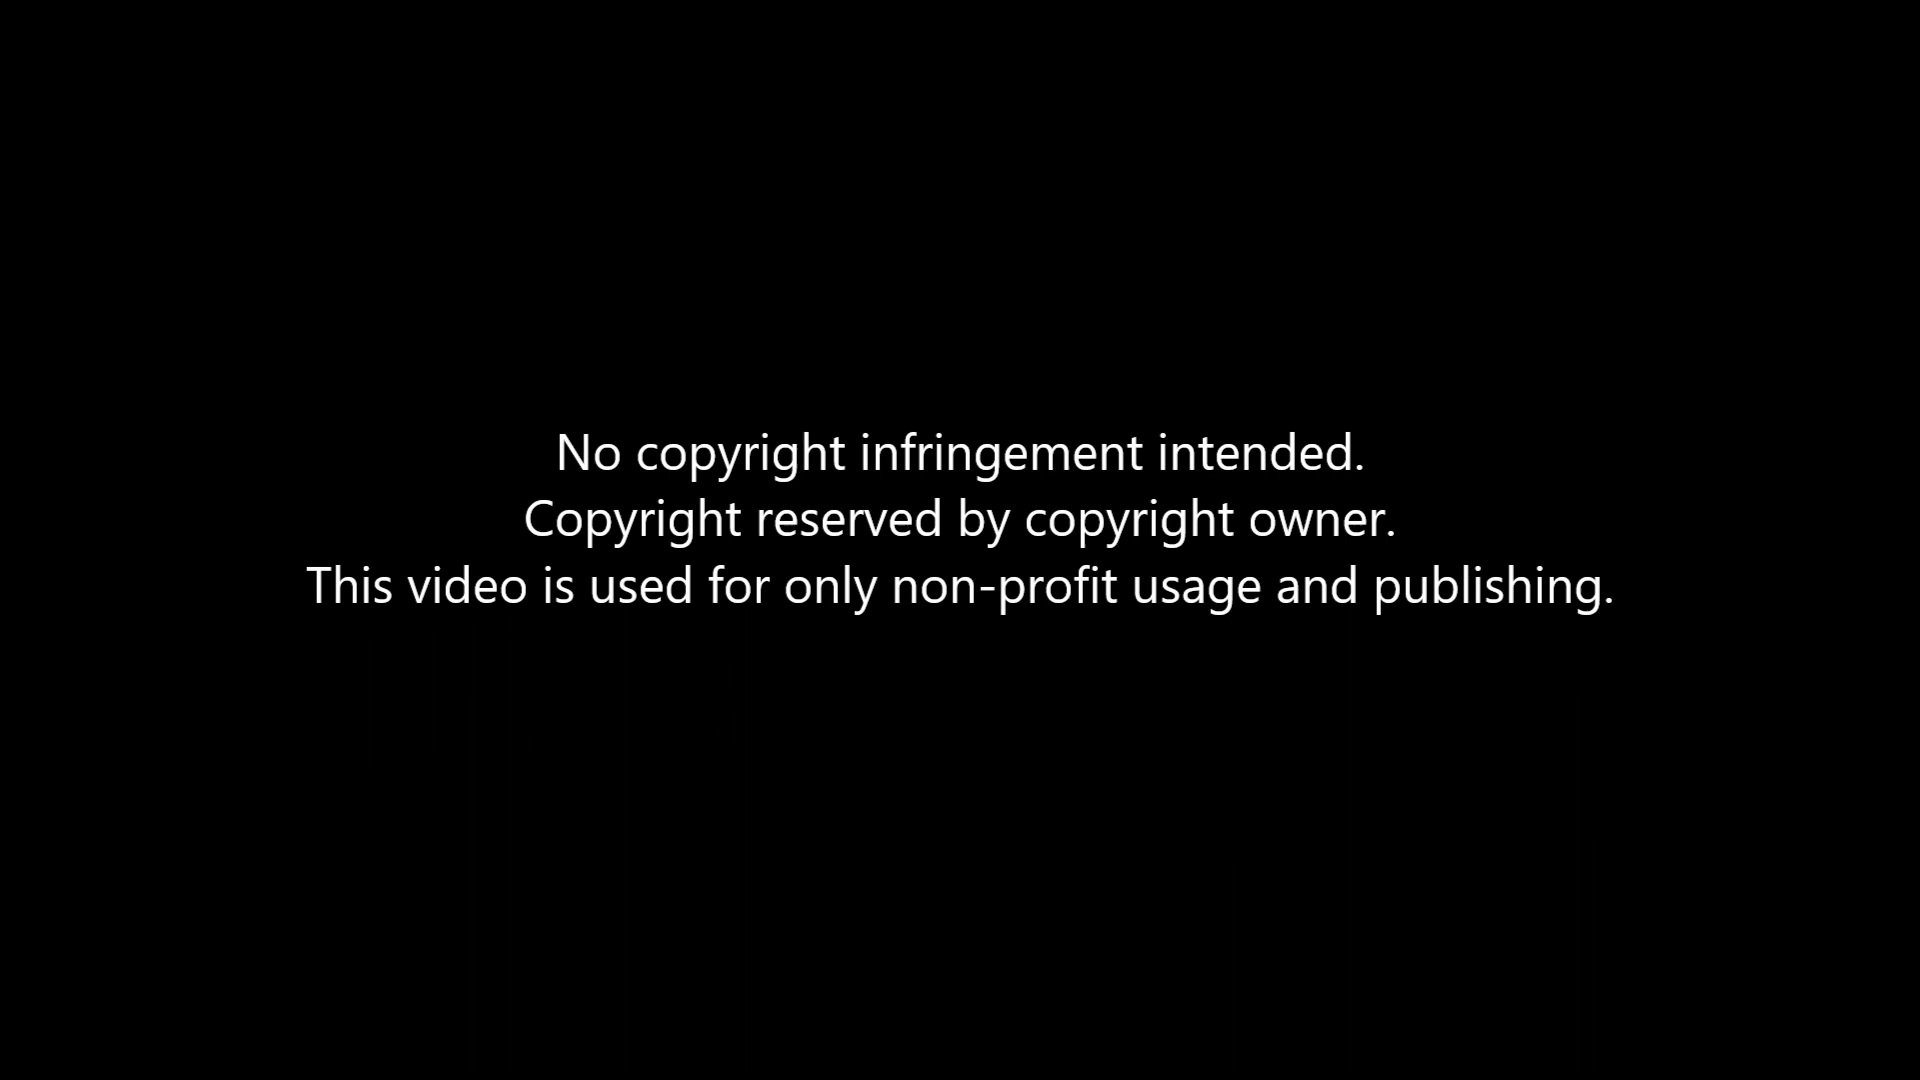 No copyright infringement intended.
Copyright reserved by copyright owner.
This video is used for only non-profit usage and publishing.